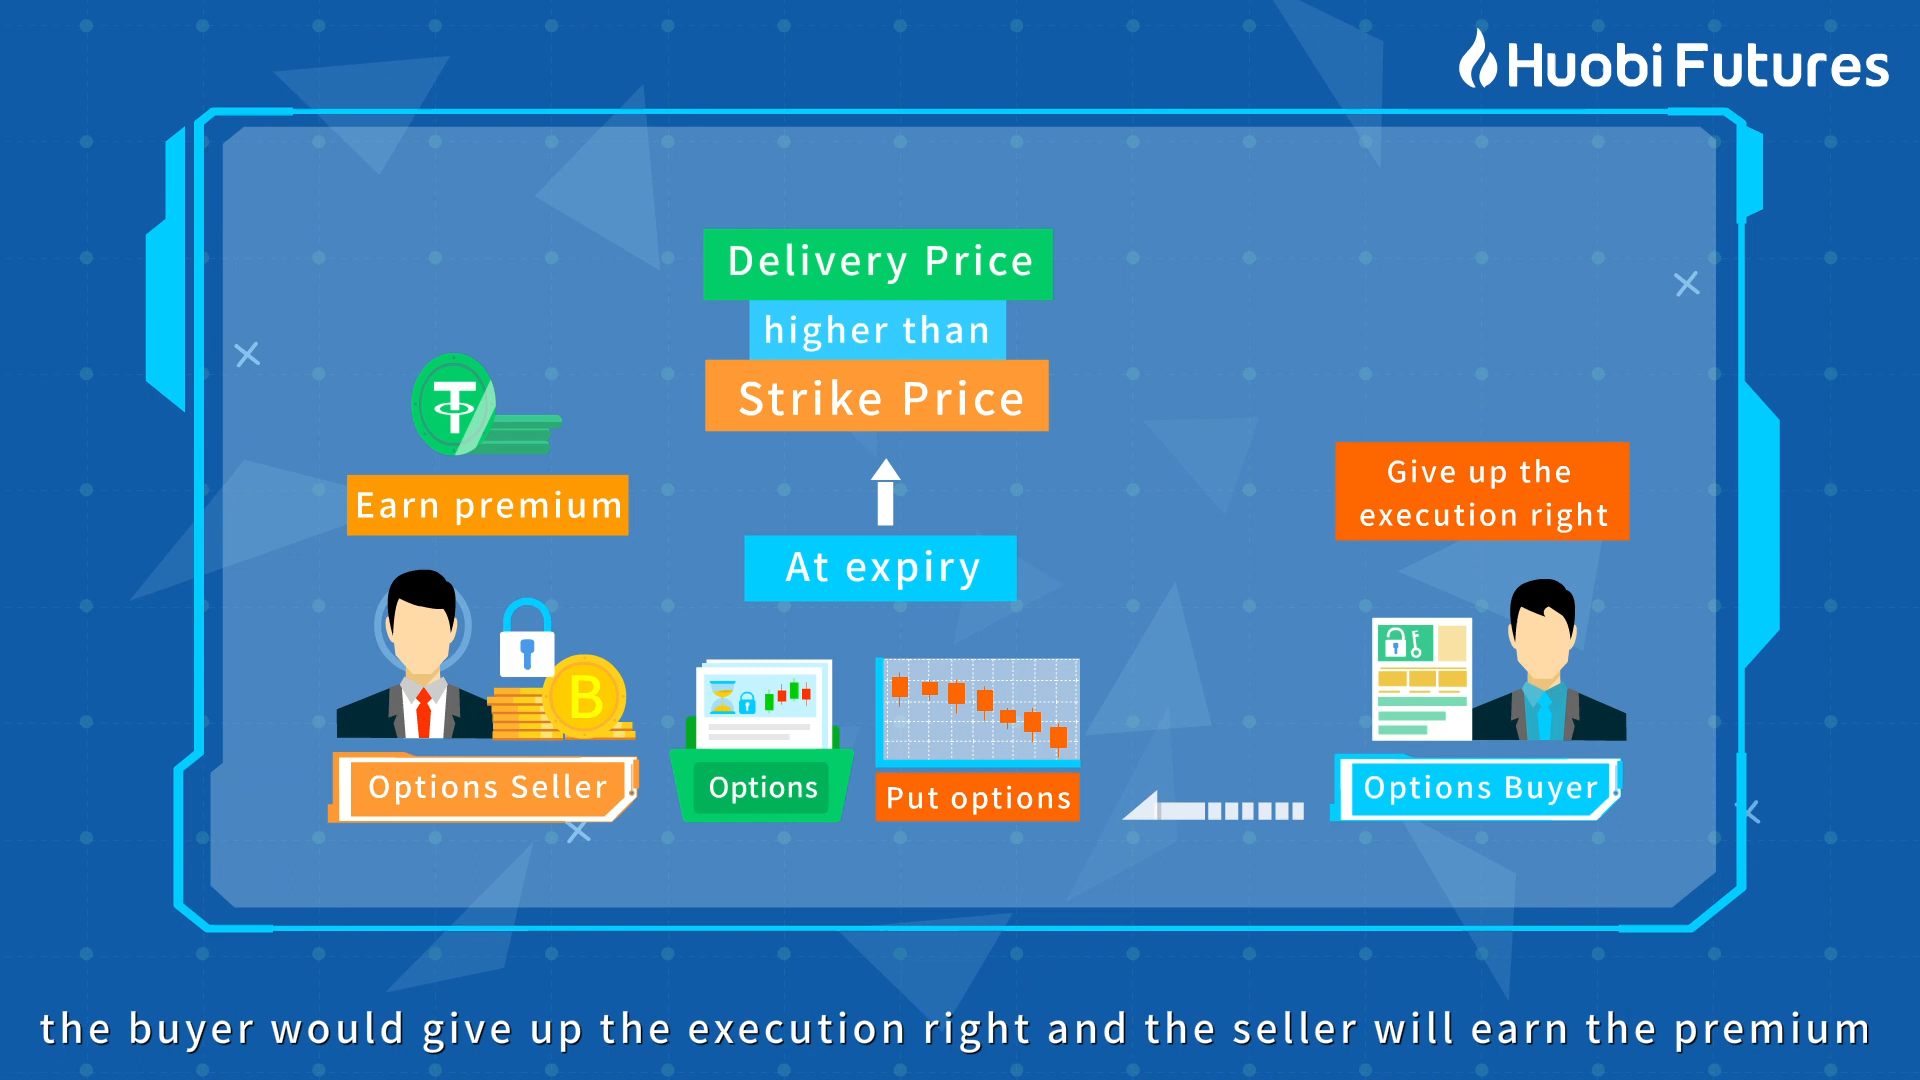 Huobi Futures
Delivery Price
higher than
Strike Price
Earn premium
Give up the
execution right
At expiry
B
Options Seller
Options
Put options
Options Buyer
the buyer would give up the execution right and the seller will earn the premium